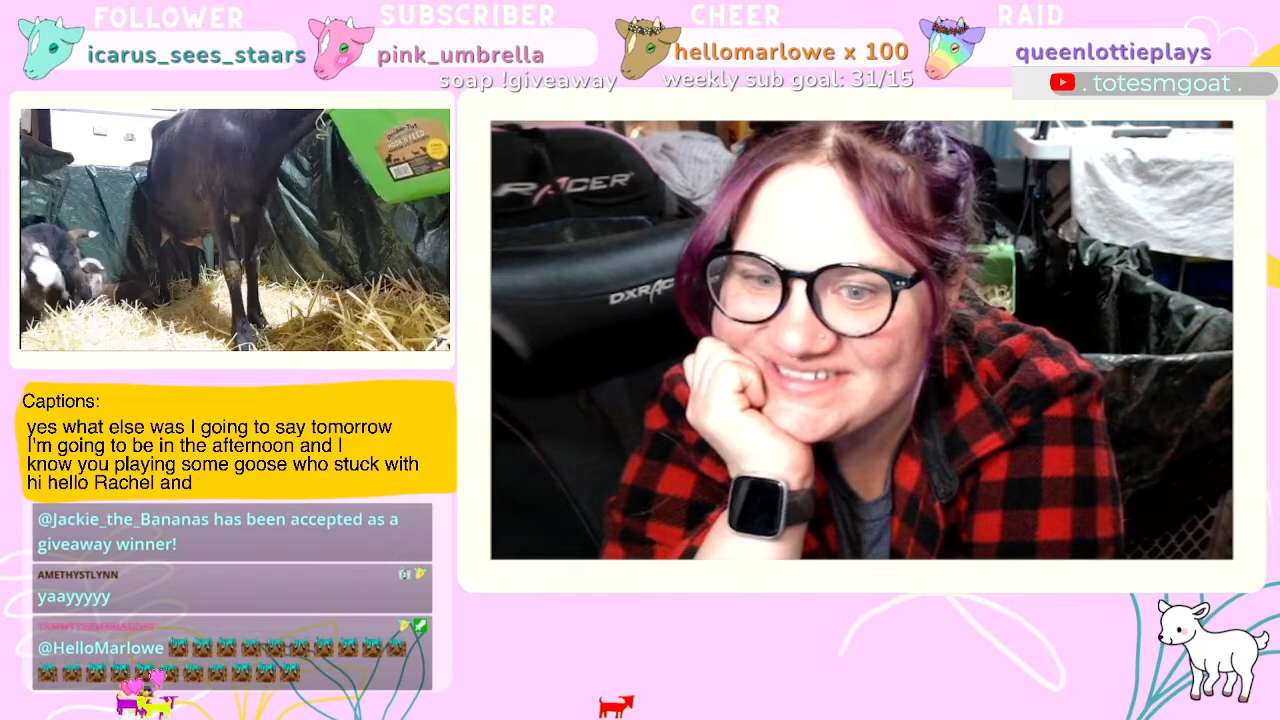 FOLLOWER
SUBSCRIBER
CHEER
RAID
icarus_sees_staars
pink_umbrella
hellomarlowe x 100
queenlottieplays
soap !giveaway
weekly sub goal: 31/15
. totesmgoat .
RACER
DXRAC
Captions:
yes what else was I going to say tomorrow
I'm going to be in the afternoon and I
know you playing some goose who stuck with
hi hello Rachel and
@Jackie_the_Bananas has been accepted as a
giveaway winner!
AMETHYSTLYNN
yaayyyyy
@HelloMarlowe